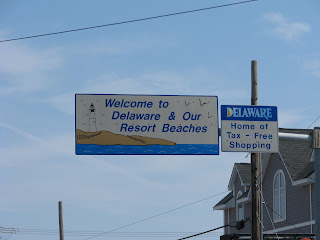 Welcome to
Delaware & Our
Resort Beaches
DELAWARE
Home of
Tax - Free
Shopping